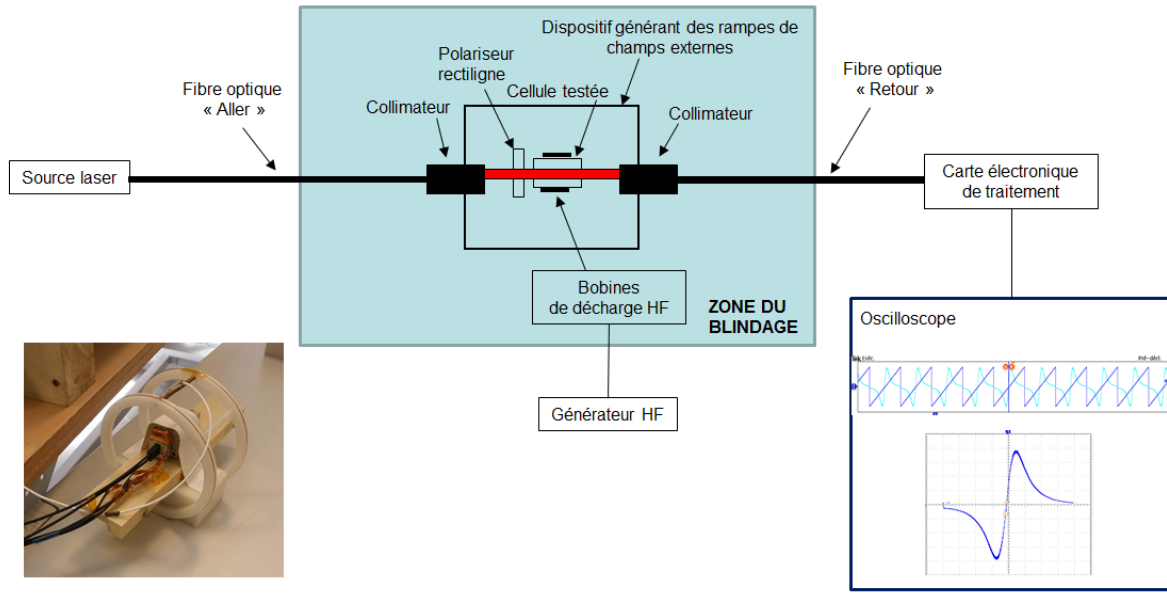 Dispositif générant des rampes de
champs externes
Polariseur
rectiligne
Fibre optique
« Aller »
Cellule testée
Fibre optique
« Retour »
Collimateur
Collimateur
Source laser
Carte électronique
de traitement
Bobines
de décharge HF
ZONE DU
BLINDAGE
Générateur HF
Oscilloscope